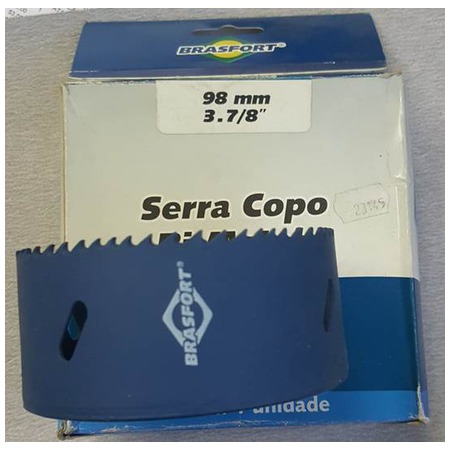 BRASFORT®
98 mm
3.7/8"
Serra Copo
BRASFORT®
unidade